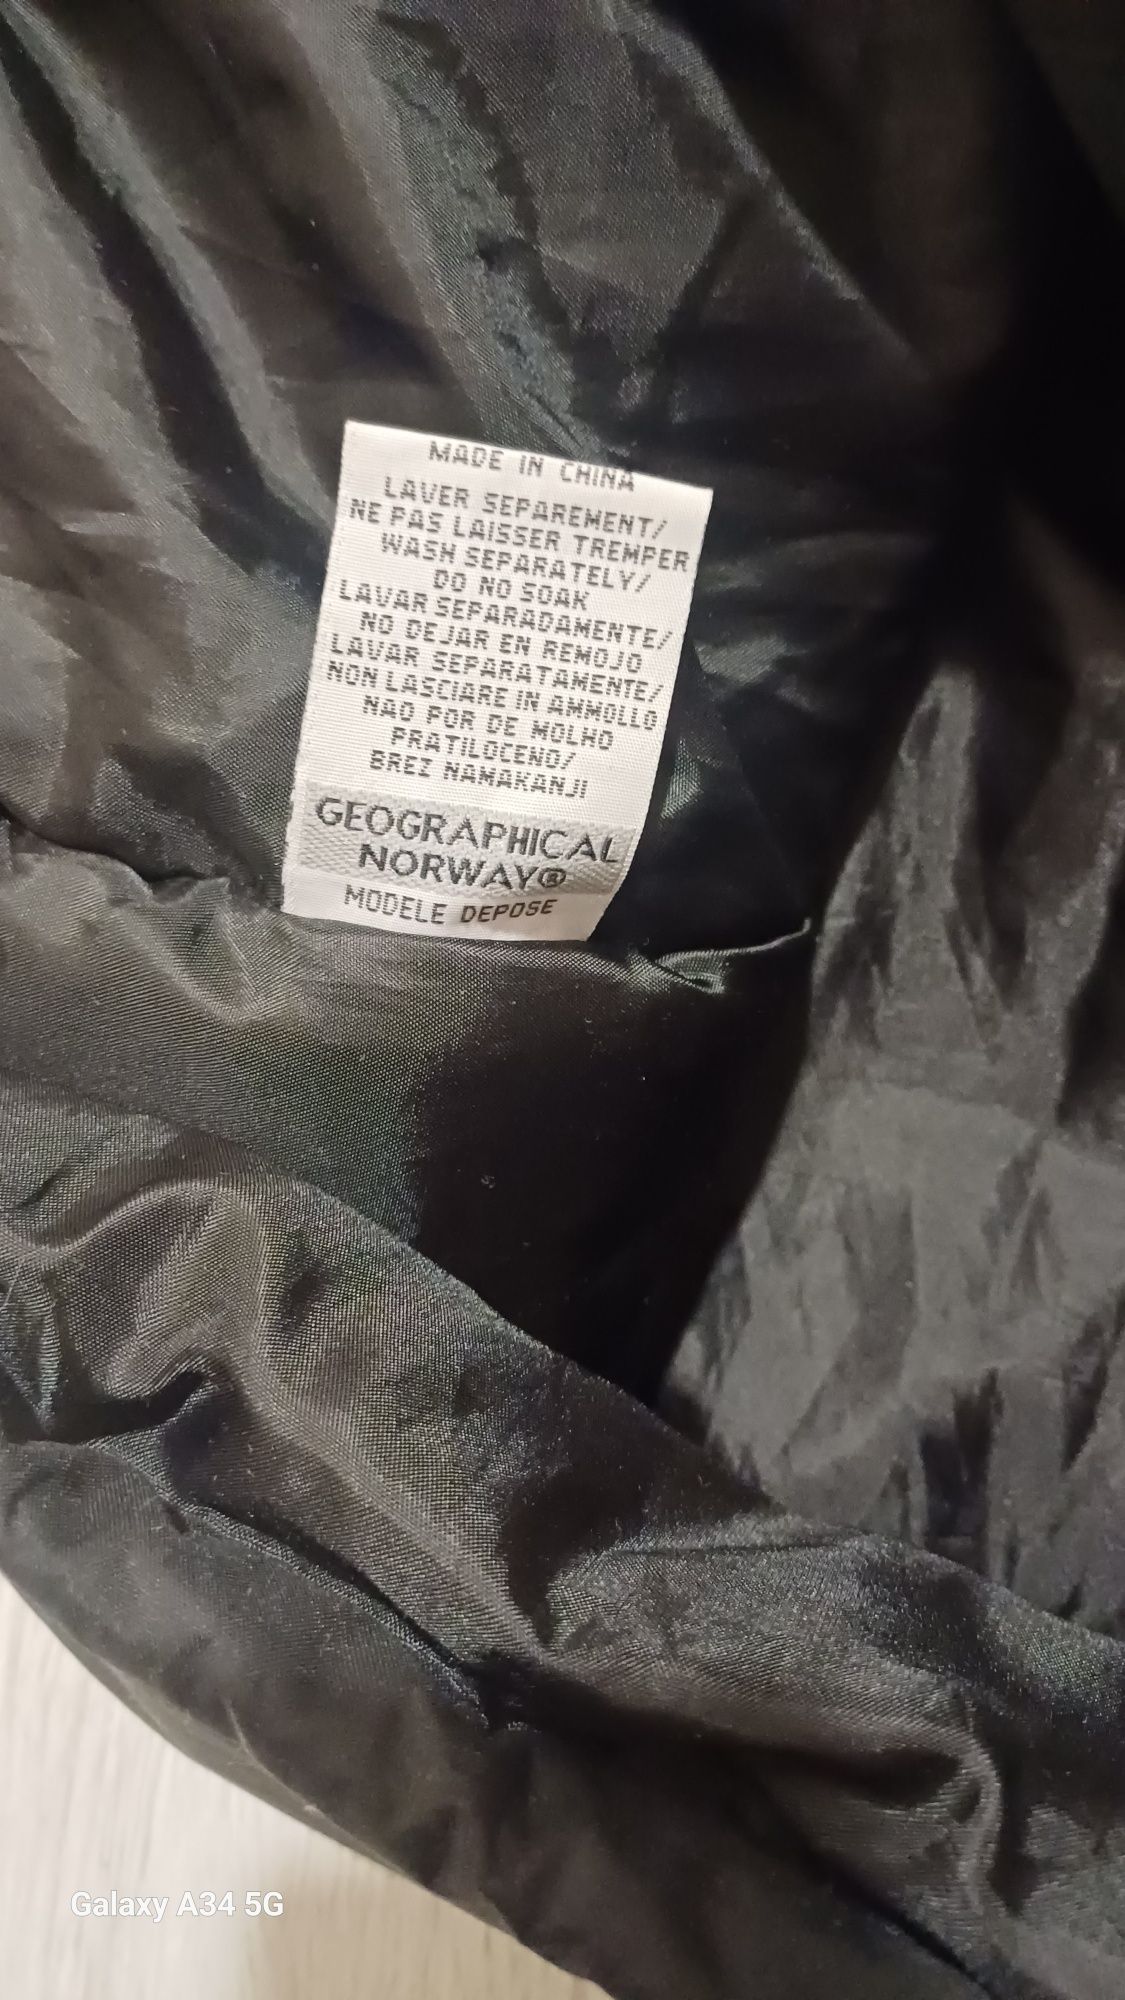 MADE IN CHINA
LAVER SEPAREMENT/
NE PAS LAISSER TREMPER
WASH SEPARATELY/
DO NO SOAK
LAVAR SEPARADAMENTE/
NO DEJAR EN REMOJO
LAVAR SEPARATAMENTE/
NON LASCIARE IN AMMOLLO
NAO POR DE MOLHO
PRATILOCENO/
BREZ NAMAKANJI
GEOGRAPHICAL
NORWAY®
MODELE DEPOSE
Galaxy A34 5G